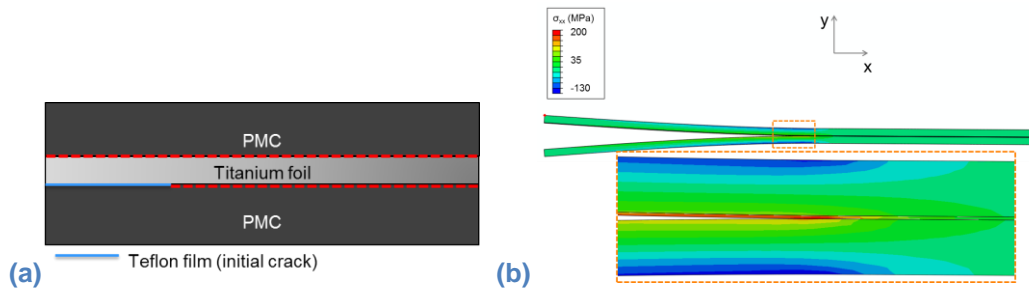 PMC
Titanium foil
PMC
Teflon film (initial crack)
(a)
σxx (MPa)
200
35
-130
y
x
(b)